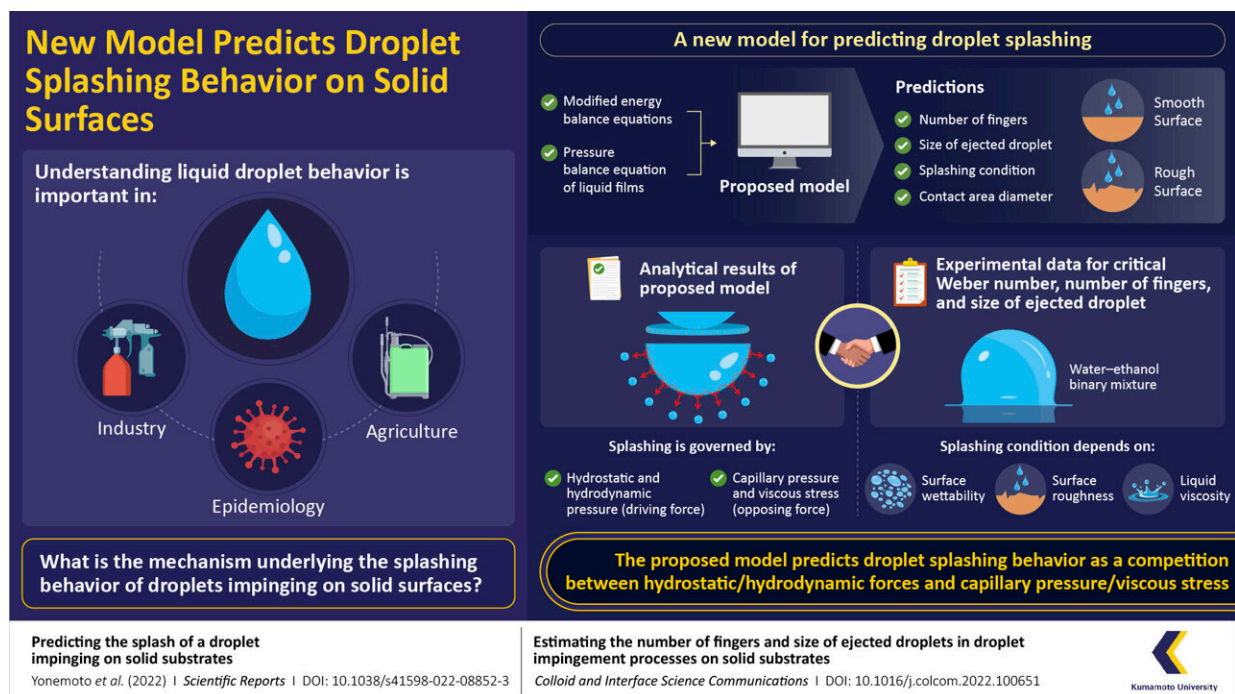 New Model Predicts Droplet
Splashing Behavior on Solid
Surfaces
Understanding liquid droplet behavior is
important in:
Industry
Epidemiology
Agriculture
What is the mechanism underlying the splashing
behavior of droplets impinging on solid surfaces?
A new model for predicting droplet splashing
Modified energy
balance equations
Pressure
balance equation
of liquid films
Proposed model
Predictions
Number of fingers
Size of ejected droplet
Splashing condition
Contact area diameter
Smooth
Surface
Rough
Surface
Analytical results of
proposed model
Splashing is governed by:
Hydrostatic and
hydrodynamic
pressure (driving force)
Capillary pressure
and viscous stress
(opposing force)
Experimental data for critical
Weber number, number of fingers,
and size of ejected droplet
Water–ethanol
binary mixture
Splashing condition depends on:
Surface
wettability
Surface
roughness
Liquid
viscosity
The proposed model predicts droplet splashing behavior as a competition
between hydrostatic/hydrodynamic forces and capillary pressure/viscous stress
Predicting the splash of a droplet
impinging on solid substrates
Yonemoto et al. (2022) I Scientific Reports I DOI: 10.1038/s41598-022-08852-3
Estimating the number of fingers and size of ejected droplets in droplet
impingement processes on solid substrates
Colloid and Interface Science Communications I DOI: 10.1016/j.colcom.2022.100651
Kumamoto University